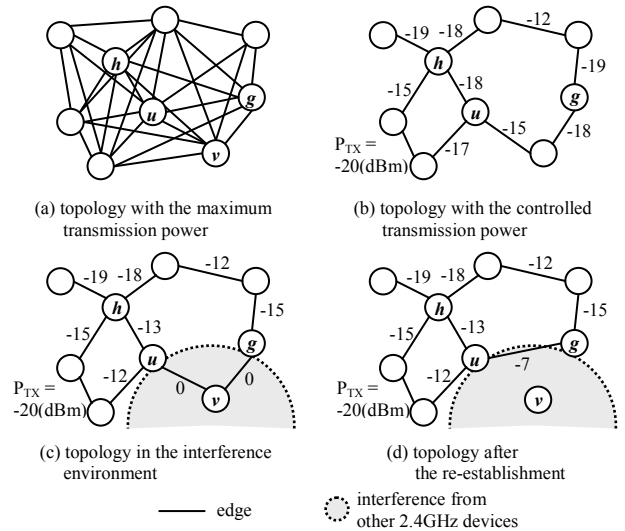 h
g
u
v
(a) topology with the maximum
transmission power
-19
-18
-12
h
-19
-15
-18
g
u
-18
-15
P_TX =
-20(dBm)
-17
(b) topology with the controlled
transmission power
-19
-18
-12
h
-15
-15
-13
g
u
P_TX =
-20(dBm)
-12
0
0
v
(c) topology in the interference
environment
-19
-18
-12
h
-15
-15
-13
g
u
-7
P_TX =
-20(dBm)
-12
v
(d) topology after
the re-establishment
edge
interference from
other 2.4GHz devices